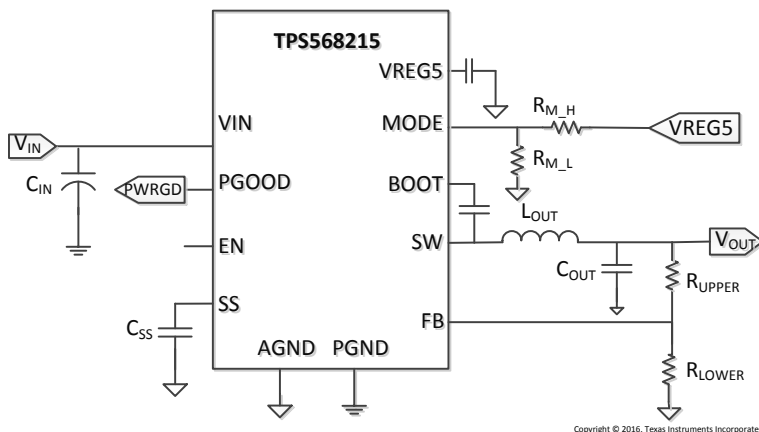 TPS568215
VREG5
R_M_H
VIN
MODE
VREG5
V_IN
R_M_L
C_IN
PWRGD
PGOOD
BOOT
L_OUT
EN
SW
V_OUT
C_OUT
R_UPPER
SS
C_SS
FB
AGND
PGND
R_LOWER
Copyright © 2016, Texas Instruments Incorporate